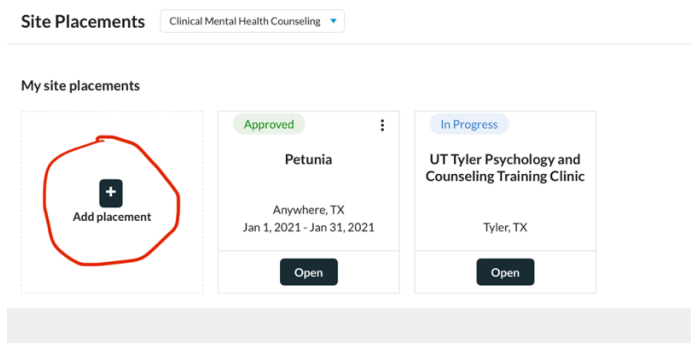 Site Placements
Clinical Mental Health Counseling
My site placements
Add placement
Approved
Petunia
Anywhere, TX
Jan 1, 2021 - Jan 31, 2021
Open
In Progress
UT Tyler Psychology and
Counseling Training Clinic
Tyler, TX
Open